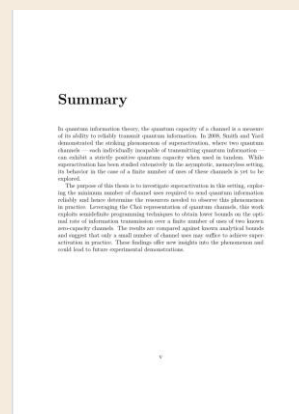 Summary
In quantum information theory, the quantum capacity of a channel is a measure
of its ability to reliably transmit quantum information. In 2008, Smith and Yard
demonstrated the striking phenomenon of superactivation, where two quantum
channels — each individually incapable of transmitting quantum information —
can exhibit a strictly positive quantum capacity when used in tandem. While
superactivation has been studied extensively in the asymptotic, memoryless setting,
its behavior in the case of a finite number of uses of these channels is yet to be
explored.
The purpose of this thesis is to investigate superactivation in this setting, explor-
ing the minimum number of channel uses required to send quantum information
reliably and hence determine the resources needed to observe this phenomenon
in practice. Leveraging the Choi representation of quantum channels, this work
exploits semidefinite programming techniques to obtain lower bounds on the opti-
mal rate of information transmission over a finite number of uses of two known
zero-capacity channels. The results are compared against known analytical bounds
and suggest that only a small number of channel uses may suffice to achieve super-
activation in practice. These findings offer new insights into the phenomenon and
could lead to future experimental demonstrations.
v